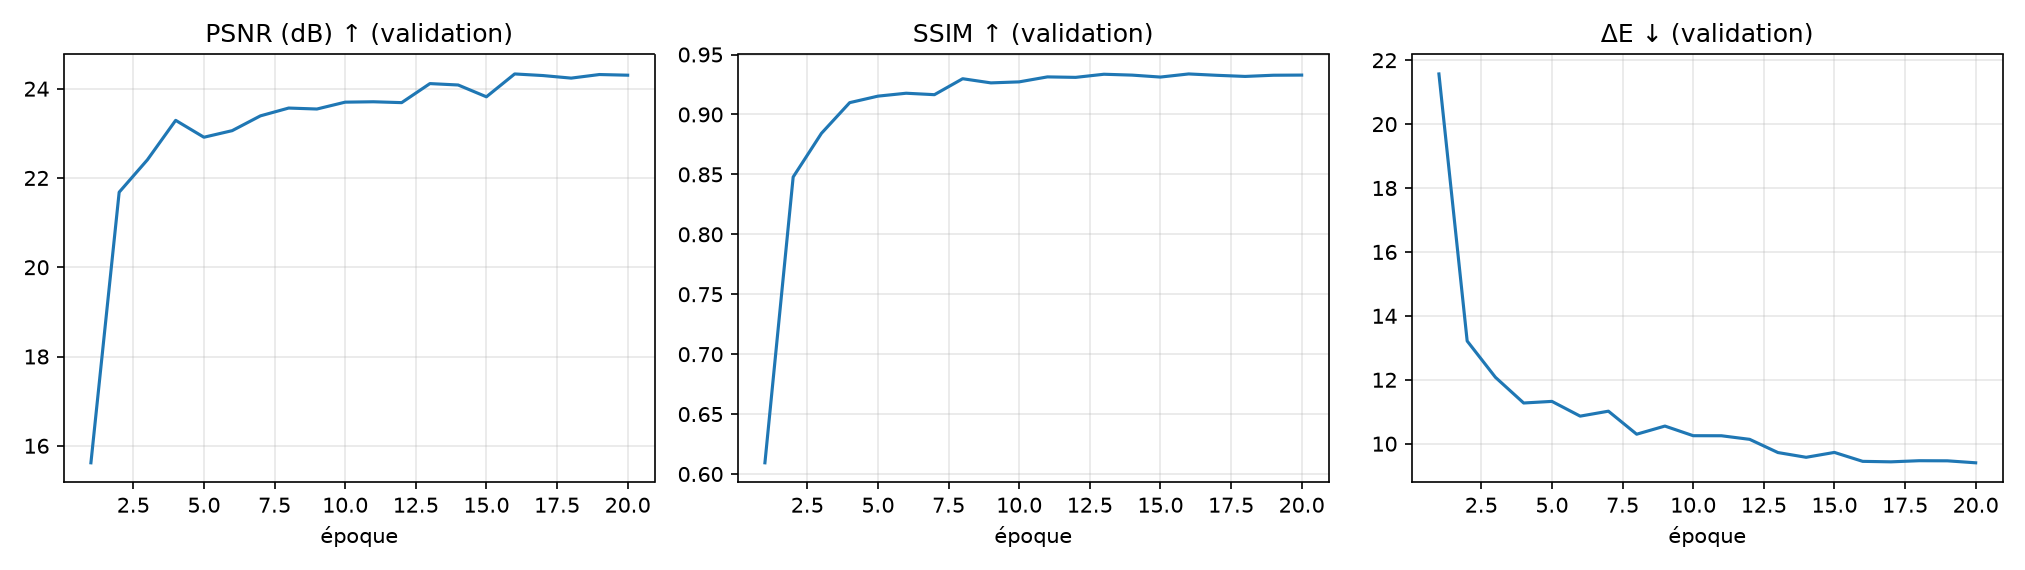 PSNR (dB) ↑ (validation)
24
22
20
18
16
2.5 5.0 7.5 10.0 12.5 15.0 17.5 20.0
époque
SSIM ↑ (validation)
0.95
0.90
0.85
0.80
0.75
0.70
0.65
0.60
2.5 5.0 7.5 10.0 12.5 15.0 17.5 20.0
époque
ΔE ↓ (validation)
22
20
18
16
14
12
10
2.5 5.0 7.5 10.0 12.5 15.0 17.5 20.0
époque